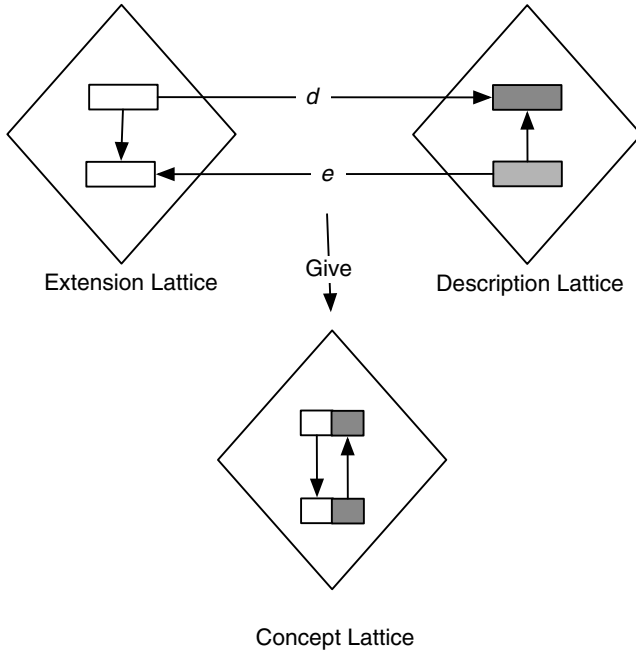 d
e
Extension Lattice
Give
Description Lattice
Concept Lattice